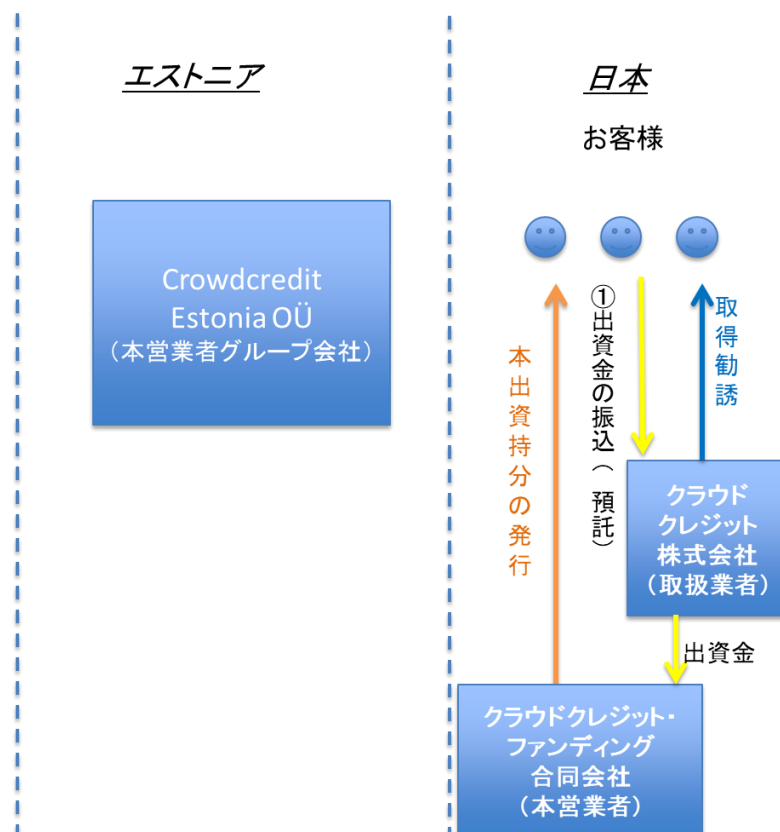 エストニア
日本
お客様
Crowdcredit
Estonia OÜ
（本営業者グループ会社）
本出資持分の発行
①出資金の振込（ 預託）
取得勧誘
クラウド
クレジット
株式会社
（取扱業者）
出資金
クラウドクレジット・
ファンディング
合同会社
（本営業者）